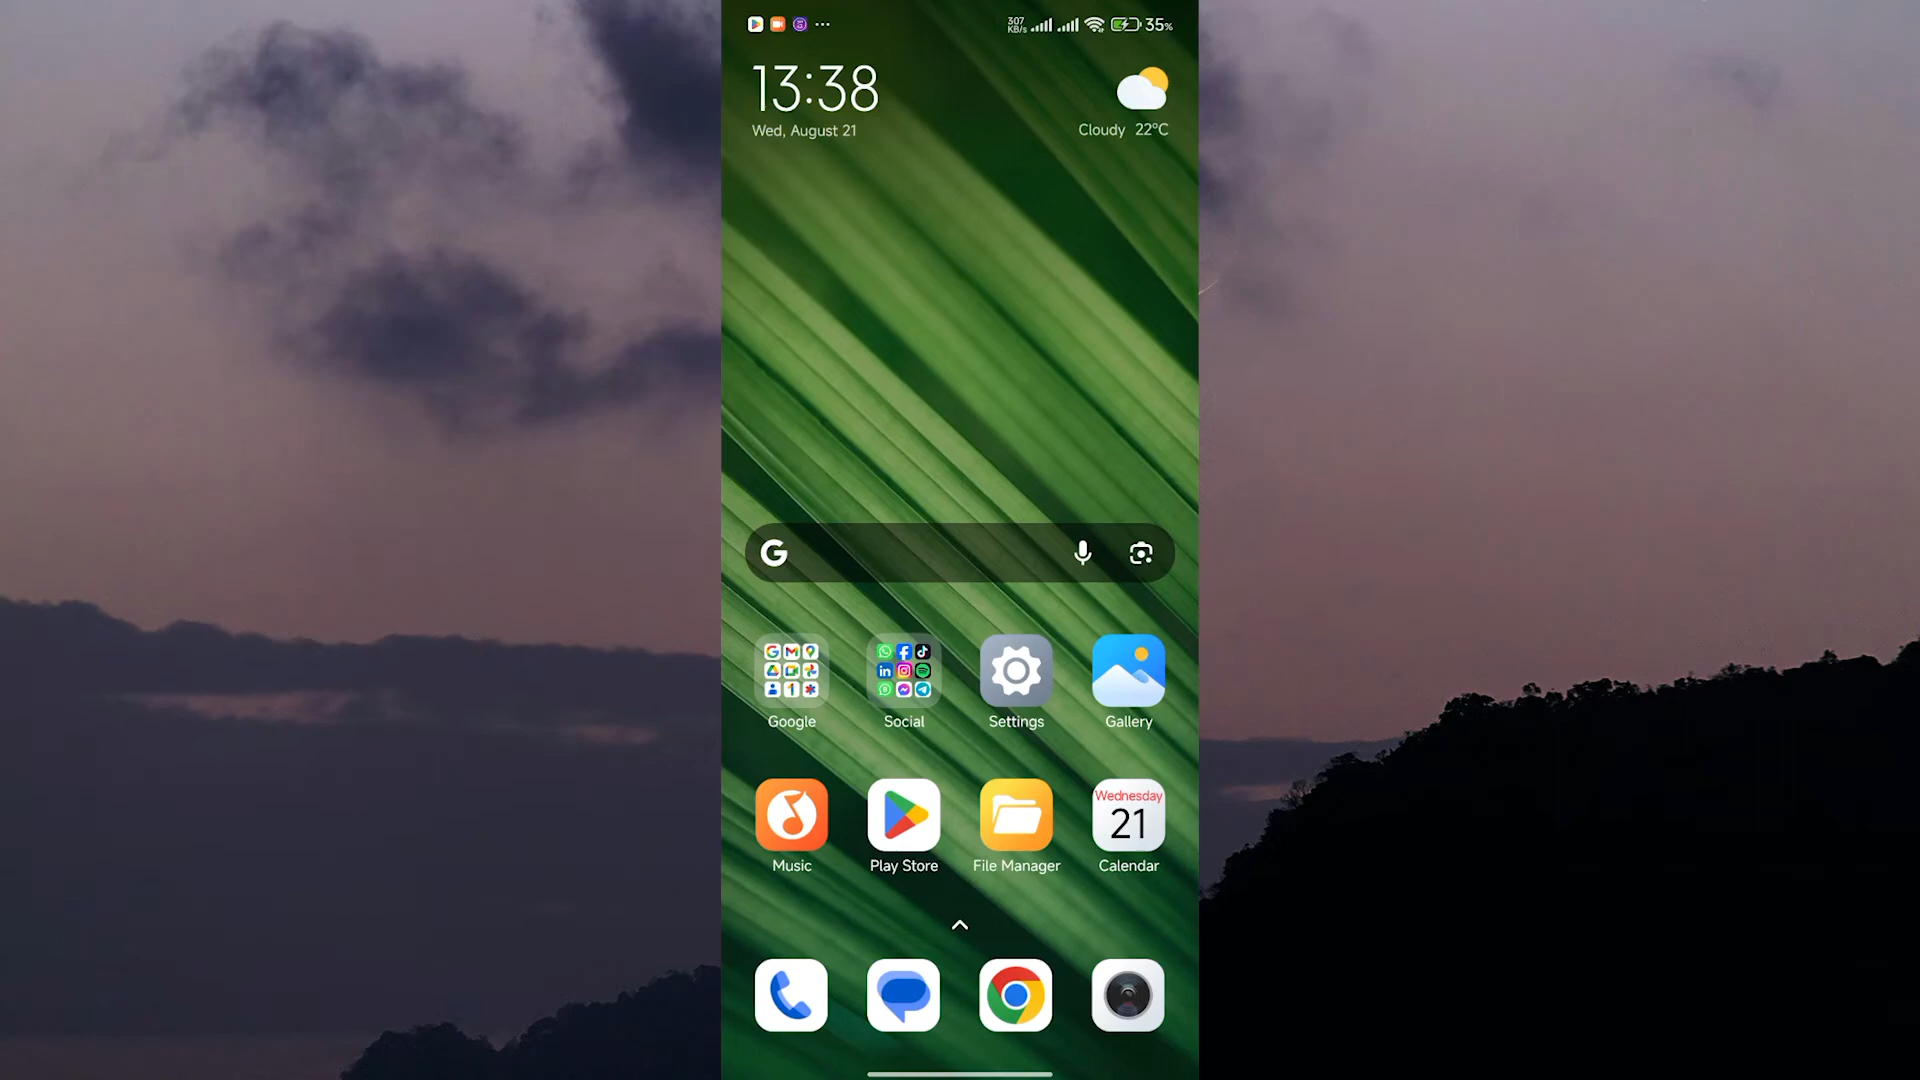 307
KB/s
35%
13:38
Wed, August 21
Cloudy 22°C
G
Google
Social
Settings
Gallery
Music
Play Store
File Manager
Wednesday
21
Calendar